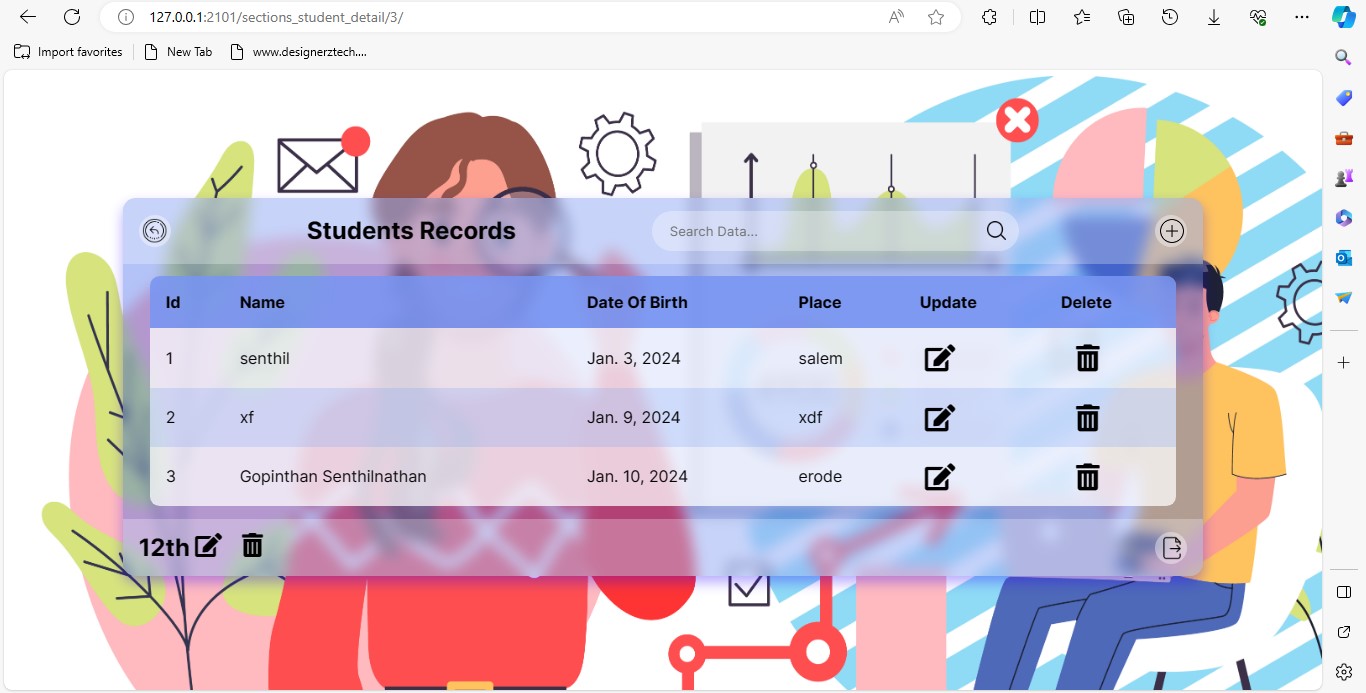 127.0.0.1:2101/sections_student_detail/3/
Import favorites New Tab www.designerztech....
Students Records Search Data...
Id Name Date Of Birth Place Update Delete
1 senthil Jan. 3, 2024 salem
2 xf Jan. 9, 2024 xdf
3 Gopinthan Senthilnathan Jan. 10, 2024 erode
12th